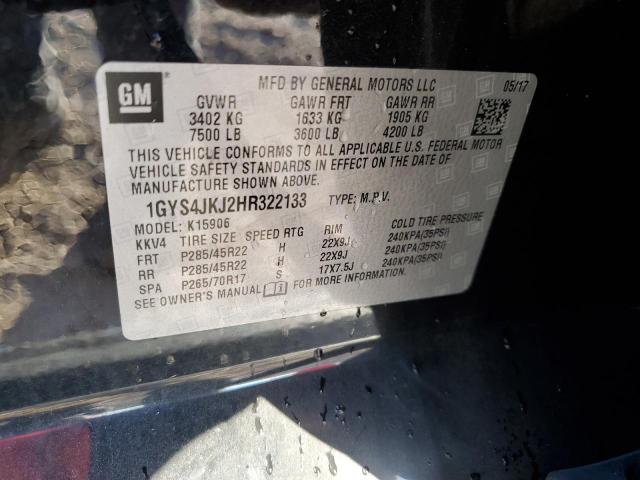 GM
MFD BY GENERAL MOTORS LLC 05/17
GVWR GAWR FRT GAWR RR
3402 KG 1633 KG 1905 KG
7500 LB 3600 LB 4200 LB
THIS VEHICLE CONFORMS TO ALL APPLICABLE U.S. FEDERAL MOTOR
VEHICLE SAFETY STANDARDS IN EFFECT ON THE DATE OF
MANUFACTURE SHOWN ABOVE.
1GYS4JKJ2HR322133 TYPE: M.P.V.
MODEL: K15906
KKV4 TIRE SIZE SPEED RTG RIM COLD TIRE PRESSURE
FRT P285/45R22 H 22X9J 240KPA(35PSI)
RR P285/45R22 H 22X9J 240KPA(35PSI)
SPA P265/70R17 S 17X7.5J 240KPA(35PSI)
SEE OWNER'S MANUAL FOR MORE INFORMATION.